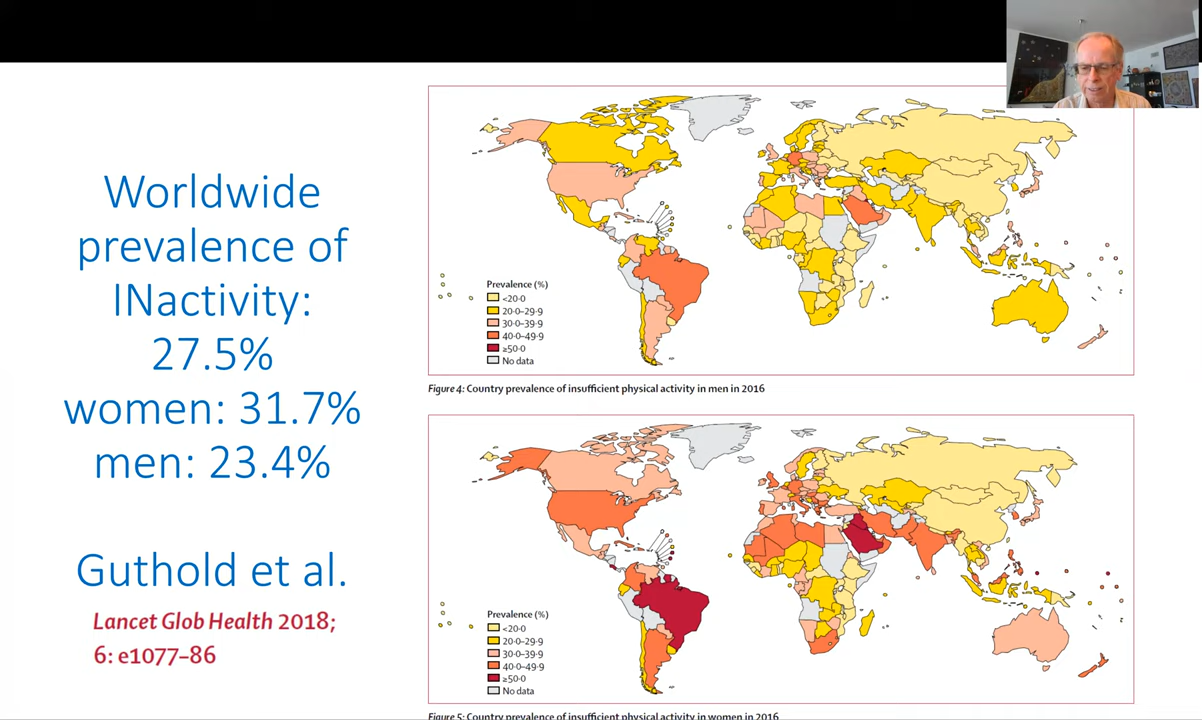 Worldwide
prevalence of
INactivity:
27.5%
women: 31.7%
men: 23.4%
Guthold et al.
Lancet Glob Health 2018;
6: e1077–86
Prevalence (%)
<20·0
20·0–29·9
30·0–39·9
40·0–49·9
≥50·0
No data
Figure 4: Country prevalence of insufficient physical activity in men in 2016
Prevalence (%)
<20·0
20·0–29·9
30·0–39·9
40·0–49·9
≥50·0
No data
Figure 5: Country prevalence of insufficient physical activity in women in 2016